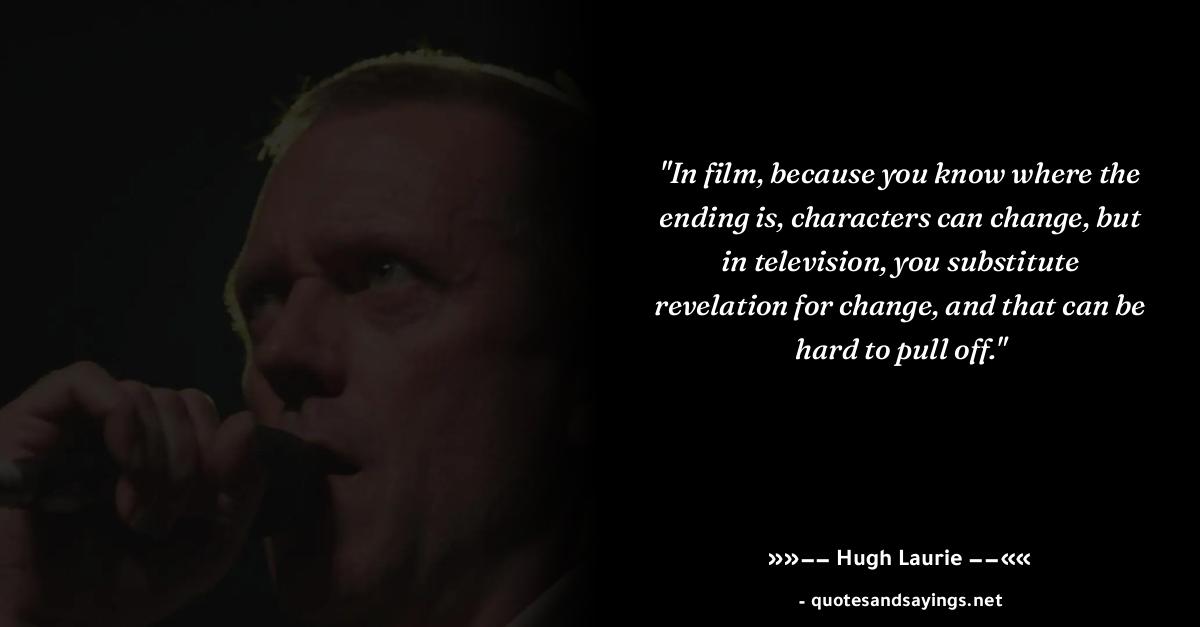 "In film, because you know where the
ending is, characters can change, but
in television, you substitute
revelation for change, and that can be
hard to pull off."
»»–– Hugh Laurie ––««
- quotesandsayings.net